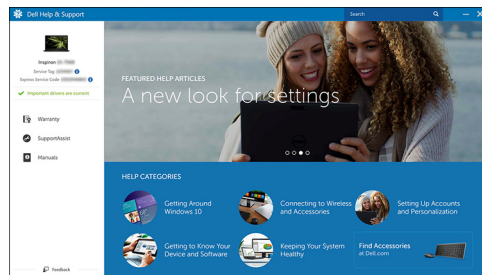 Dell Help & Support
Search
Inspiron
Service Tag:
Express Service Code:
Important drivers are current
Warranty
SupportAssist
Manuals
Feedback
FEATURED HELP ARTICLES
A new look for settings
HELP CATEGORIES
Getting Around
Windows 10
Connecting to Wireless
and Accessories
Setting Up Accounts
and Personalization
Getting to Know Your
Device and Software
Keeping Your System
Healthy
Find Accessories
at Dell.com